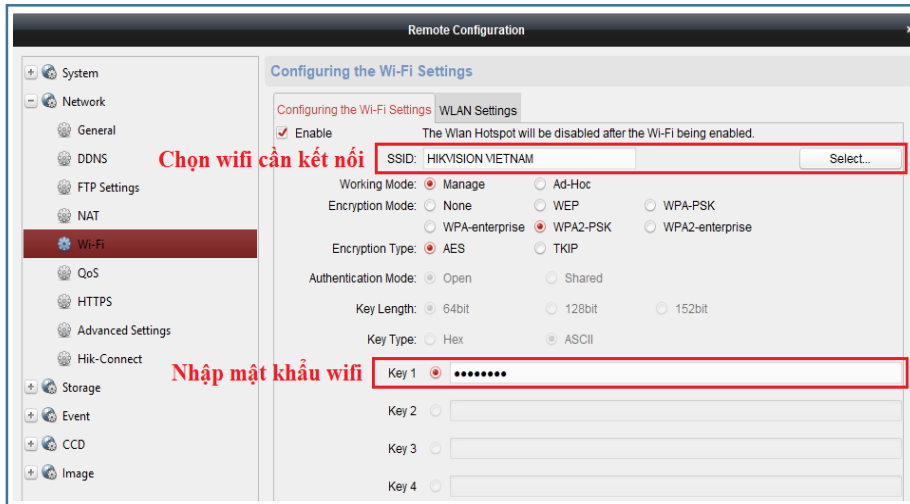 Remote Configuration
System
Network
General
DDNS
FTP Settings
NAT
Wi-Fi
QoS
HTTPS
Advanced Settings
Hik-Connect
Storage
Event
CCD
Image
Configuring the Wi-Fi Settings
Configuring the Wi-Fi Settings WLAN Settings
Enable The Wlan Hotspot will be disabled after the Wi-Fi being enabled.
Chọn wifi cần kết nối SSID: HIKVISION VIETNAM Select...
Working Mode: Manage Ad-Hoc
Encryption Mode: None WEP WPA-PSK
WPA-enterprise WPA2-PSK WPA2-enterprise
Encryption Type: AES TKIP
Authentication Mode: Open Shared
Key Length: 64bit 128bit 152bit
Key Type: Hex ASCII
Nhập mật khẩu wifi Key 1 ••••••••
Key 2
Key 3
Key 4